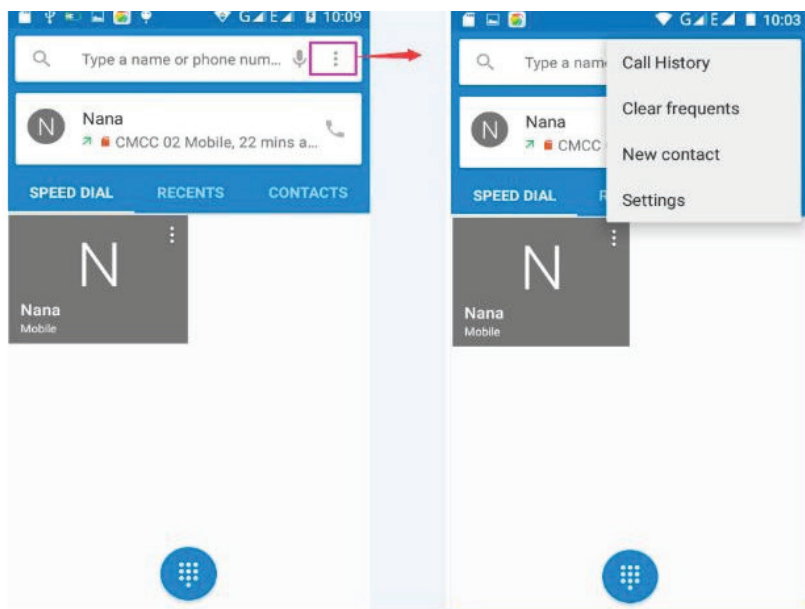 G E 10:09
Type a name or phone num...
N
Nana
CMCC 02 Mobile, 22 mins a...
SPEED DIAL RECENTS CONTACTS
N
Nana
Mobile
G E 10:03
Type a nam
Call History
Clear frequents
New contact
Settings
N
Nana
CMCC
SPEED DIAL R
N
Nana
Mobile